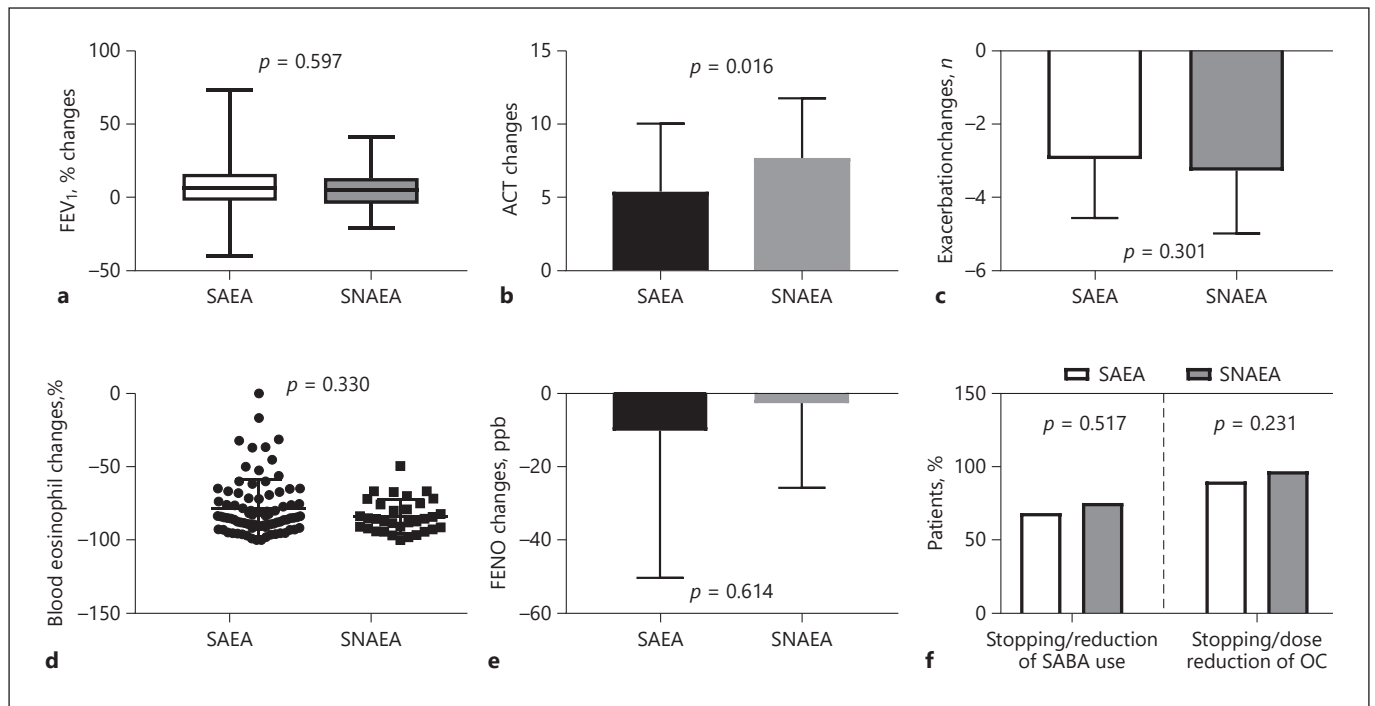 100
50
0
–50
FEV1, % changes
p = 0.597
SAEA
SNAEA
a
15
10
5
0
ACT changes
p = 0.016
SAEA
SNAEA
b
0
–2
–4
–6
Exacerbationchanges, n
p = 0.301
SAEA
SNAEA
c
0
–50
–100
–150
Blood eosinophil changes,%
p = 0.330
SAEA
SNAEA
d
0
–20
–40
–60
FENO changes, ppb
p = 0.614
SAEA
SNAEA
e
SAEA
SNAEA
150
100
50
0
Patients, %
p = 0.517
p = 0.231
Stopping/reduction
of SABA use
Stopping/dose
reduction of OC
f